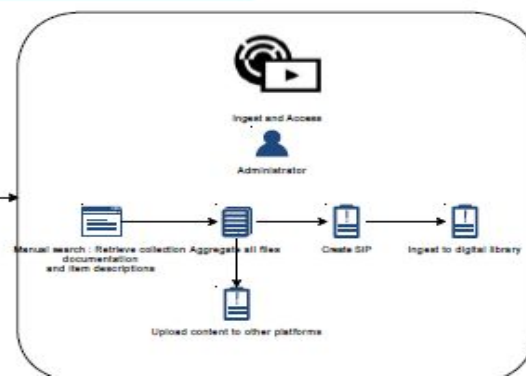 Ingest and Access
Administrator
Manual search : Retrieve collection
documentation
and item descriptions
Aggregate all files
Create SIP
Ingest to digital library
Upload content to other platforms